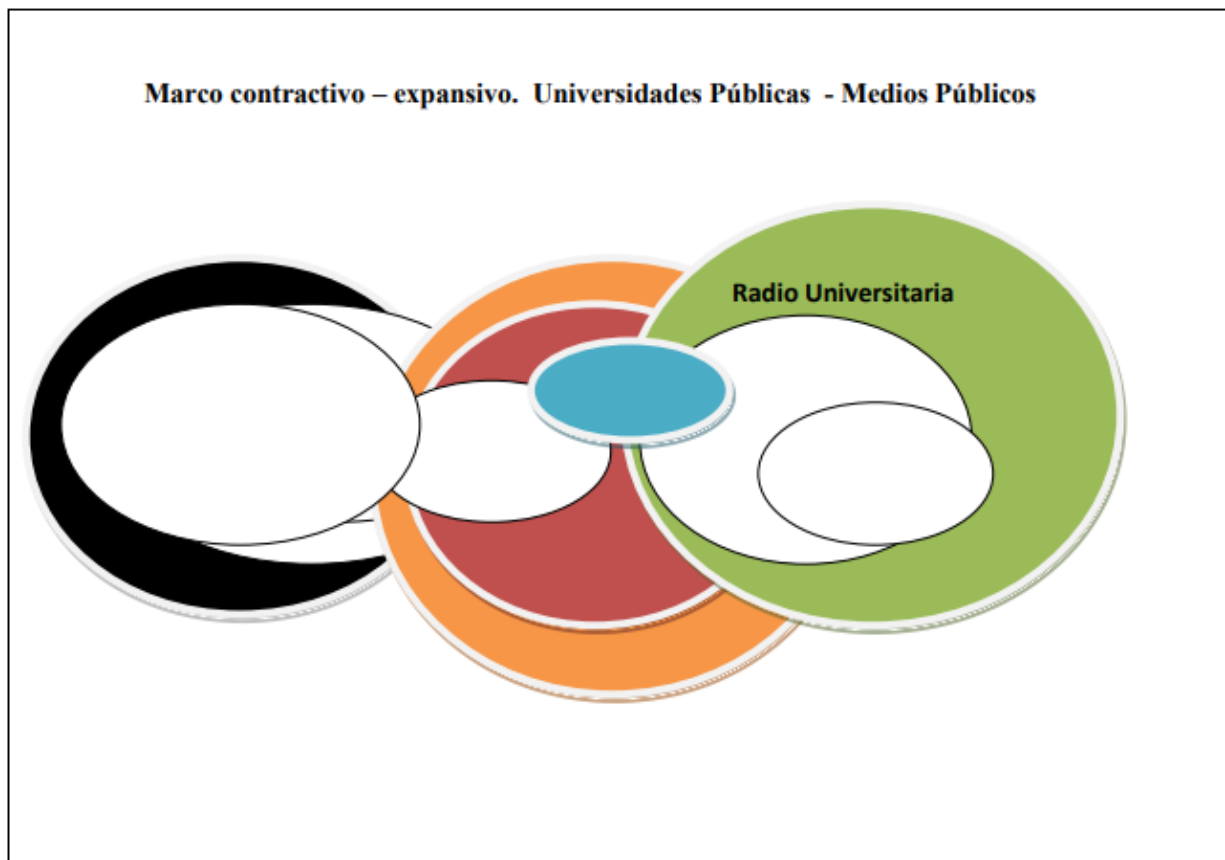 Marco contractivo – expansivo.  Universidades Públicas  - Medios Públicos
Radio Universitaria